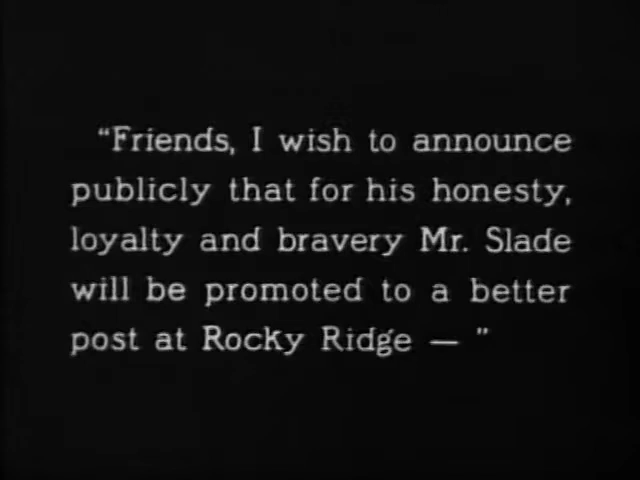 "Friends, I wish to announce
publicly that for his honesty,
loyalty and bravery Mr. Slade
will be promoted to a better
post at Rocky Ridge — "